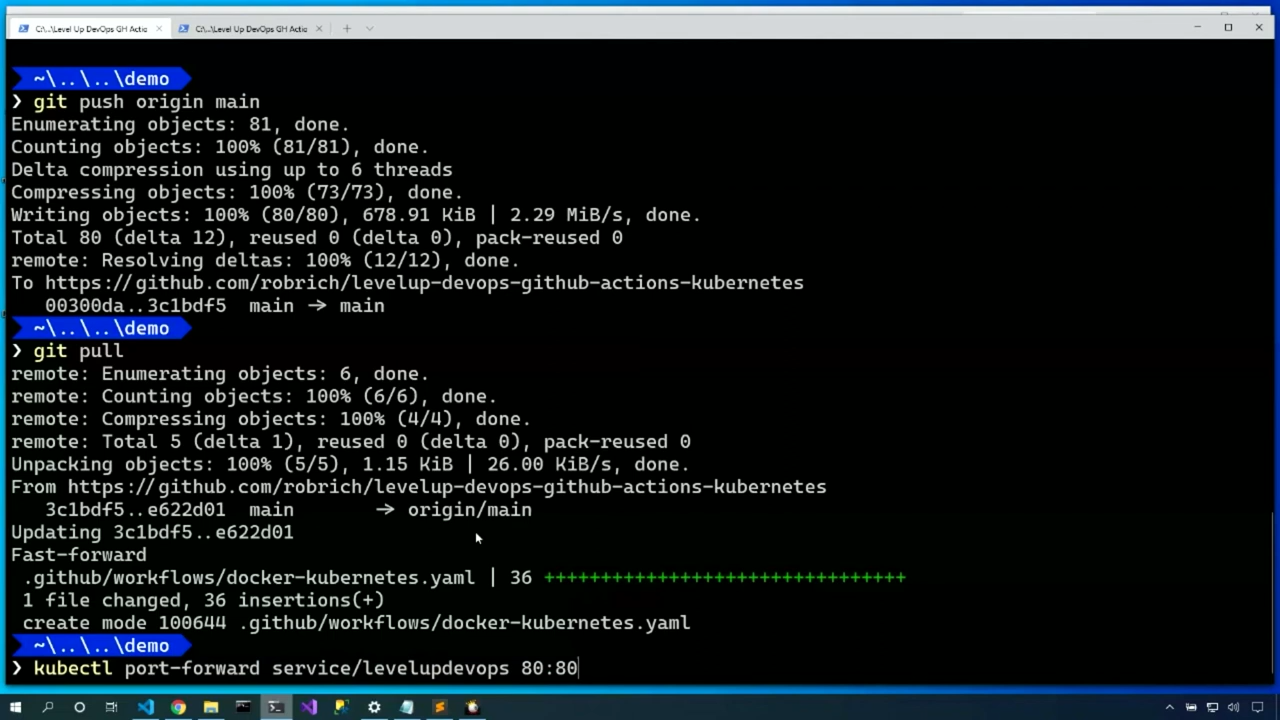 C:\..\Level Up DevOps GH Actio
C:\..\Level Up DevOps GH Actio
~\..\..\demo
❯ git push origin main
Enumerating objects: 81, done.
Counting objects: 100% (81/81), done.
Delta compression using up to 6 threads
Compressing objects: 100% (73/73), done.
Writing objects: 100% (80/80), 678.91 KiB | 2.29 MiB/s, done.
Total 80 (delta 12), reused 0 (delta 0), pack-reused 0
remote: Resolving deltas: 100% (12/12), done.
To https://github.com/robrich/levelup-devops-github-actions-kubernetes
00300da..3c1bdf5  main → main
~\..\..\demo
❯ git pull
remote: Enumerating objects: 6, done.
remote: Counting objects: 100% (6/6), done.
remote: Compressing objects: 100% (4/4), done.
remote: Total 5 (delta 1), reused 0 (delta 0), pack-reused 0
Unpacking objects: 100% (5/5), 1.15 KiB | 26.00 KiB/s, done.
From https://github.com/robrich/levelup-devops-github-actions-kubernetes
3c1bdf5..e622d01  main       → origin/main
Updating 3c1bdf5..e622d01
Fast-forward
.github/workflows/docker-kubernetes.yaml | 36 ++++++++++++++++++++++++++++++++
1 file changed, 36 insertions(+)
create mode 100644 .github/workflows/docker-kubernetes.yaml
~\..\..\demo
❯ kubectl port-forward service/levelupdevops 80:80